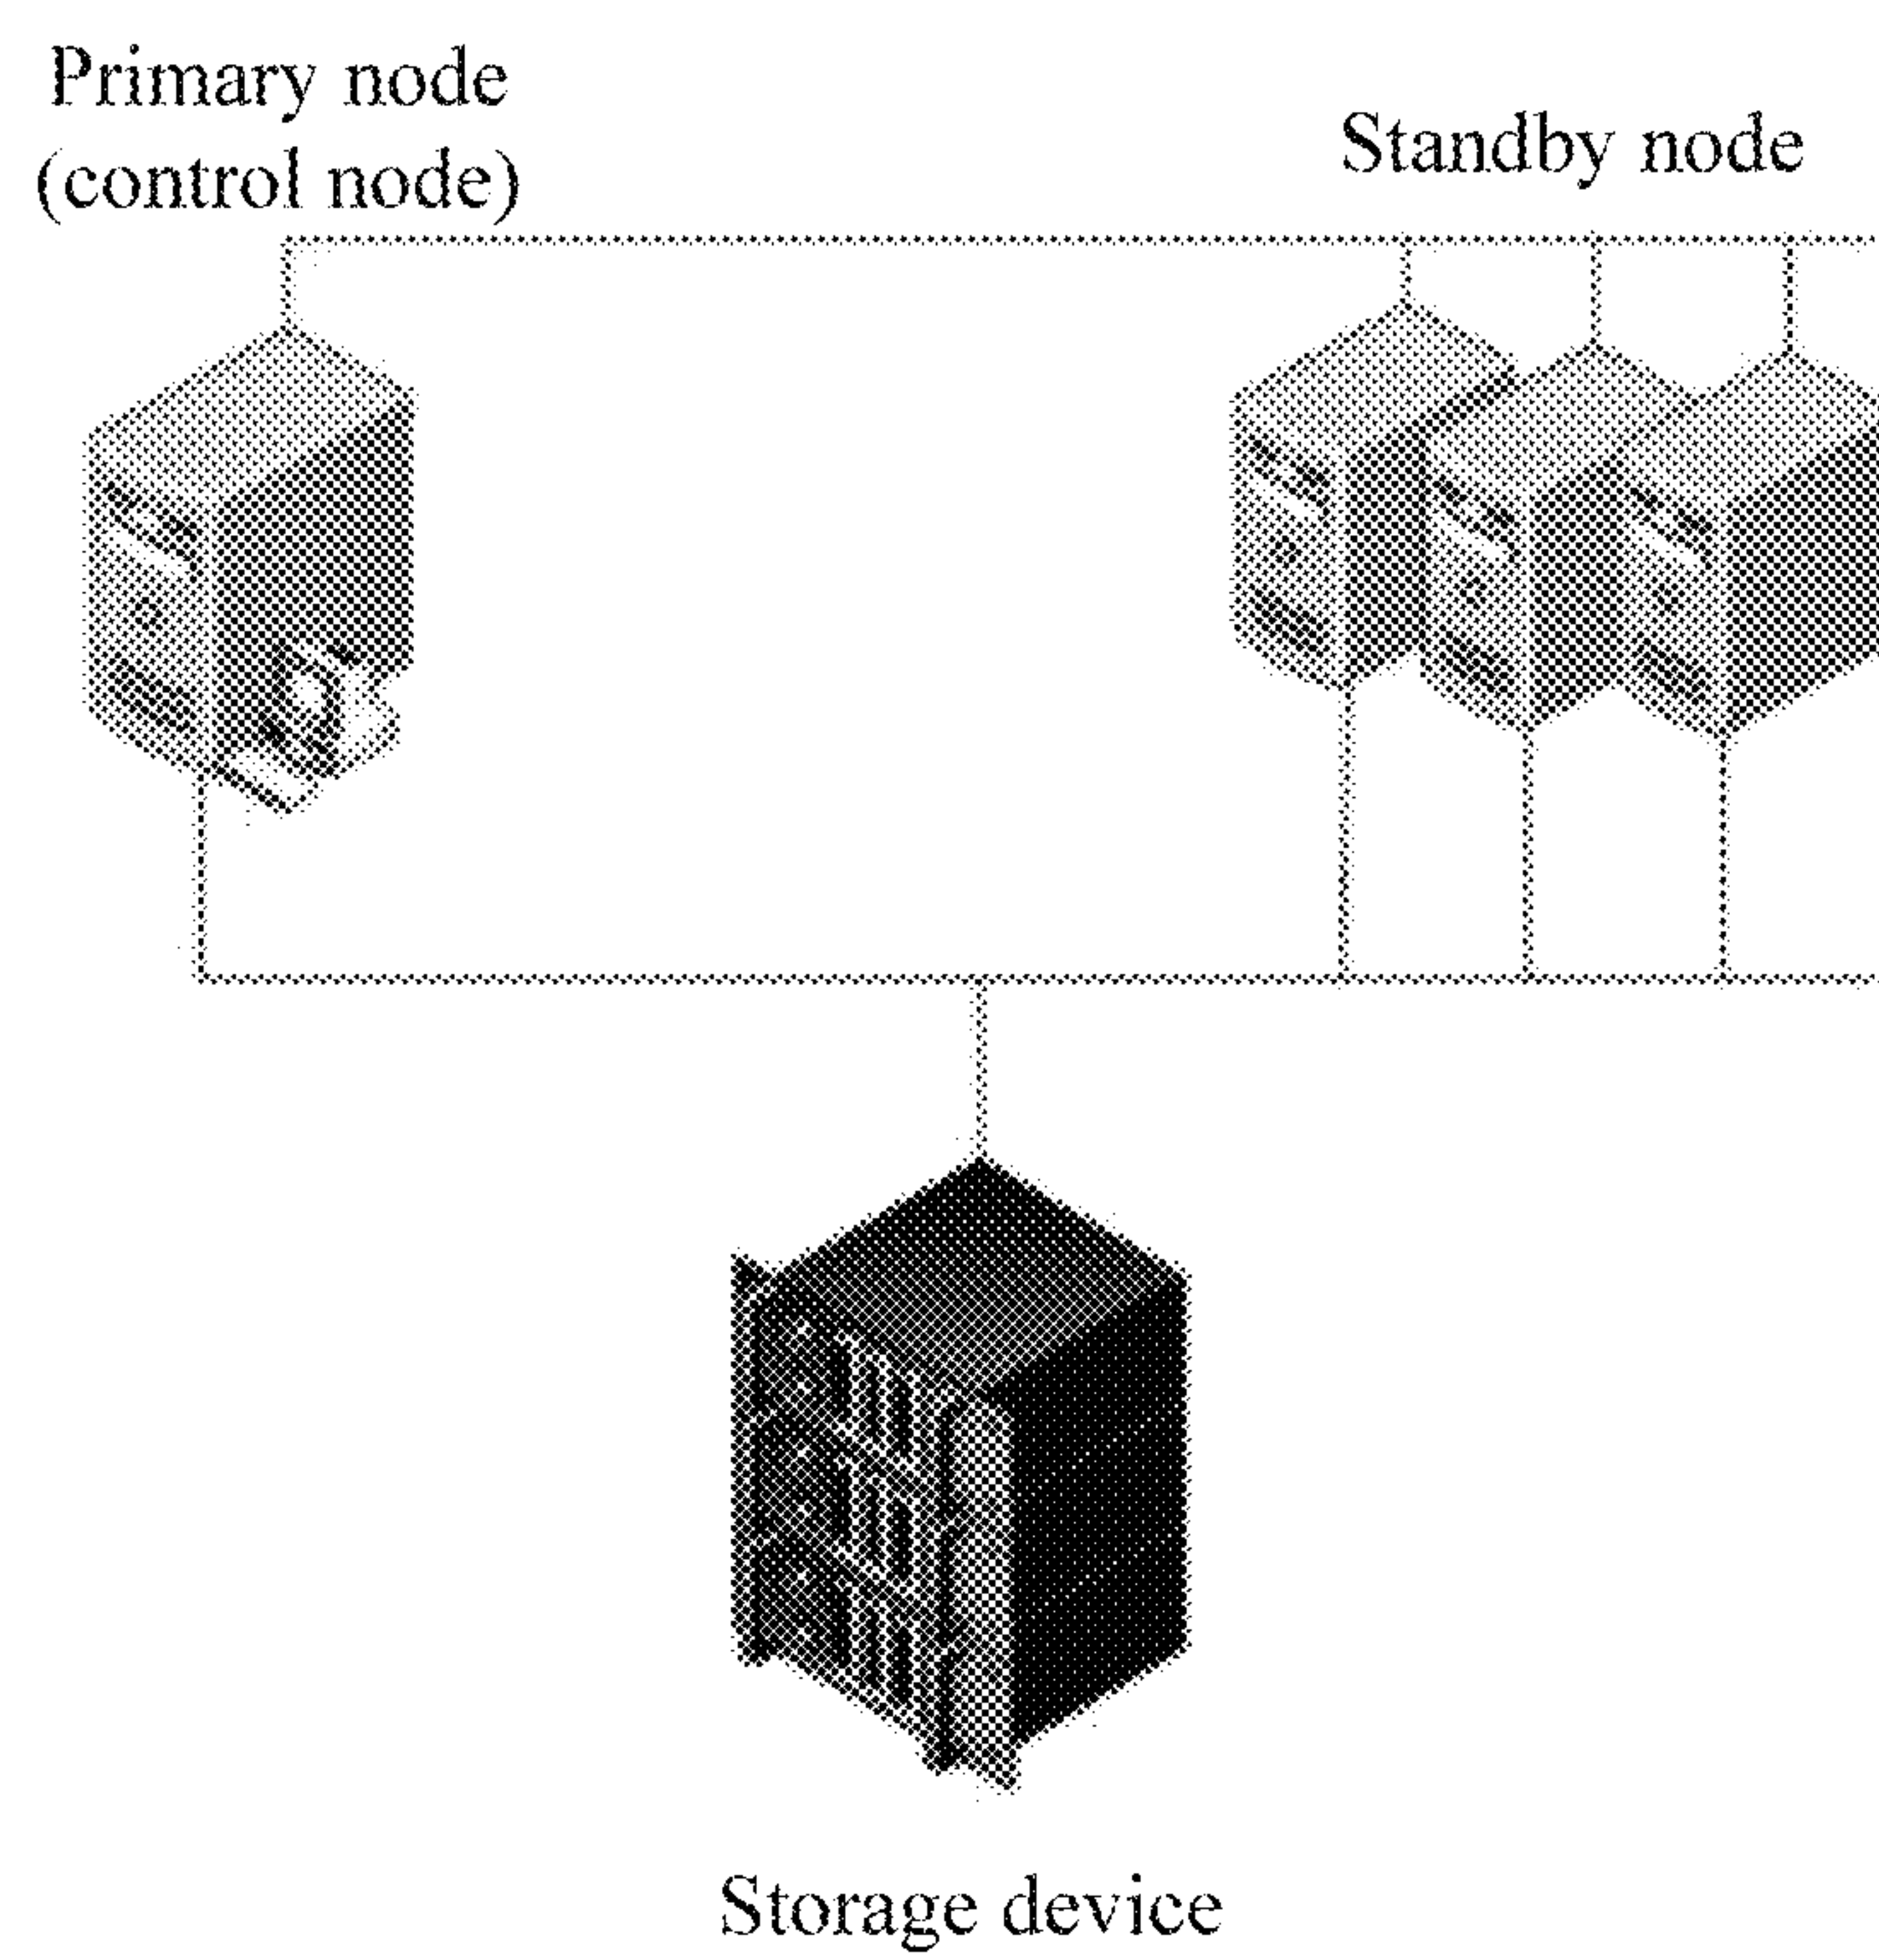 Primary node
(control node)
Standby node
Storage device